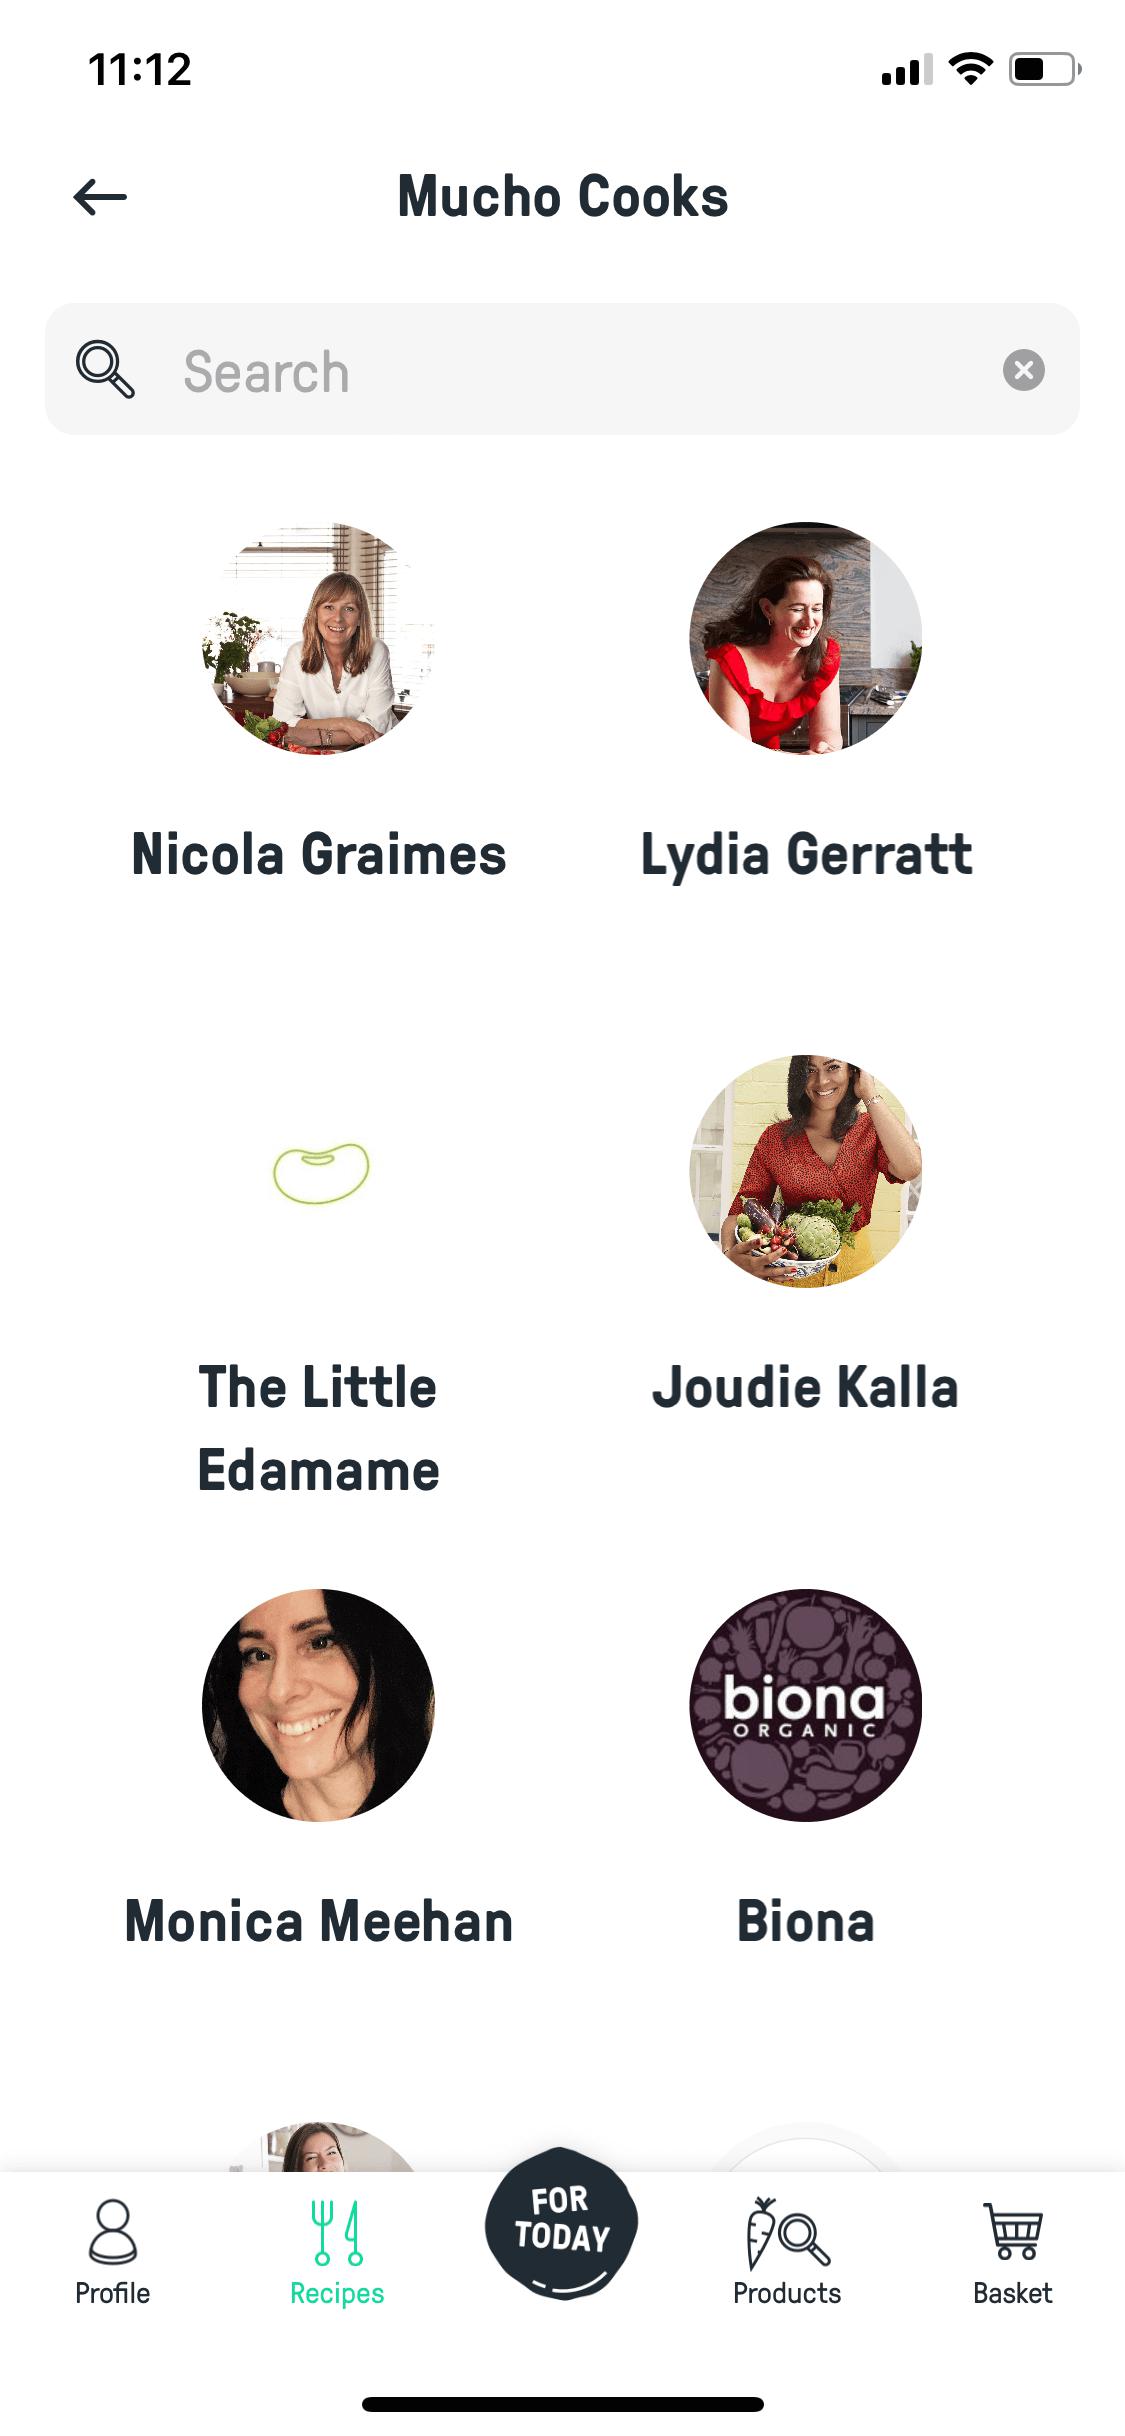 11:12
Mucho Cooks
Search
Nicola Graimes
Lydia Gerratt
The Little
Edamame
Joudie Kalla
biona
ORGANIC
Monica Meehan
Biona
FOR
TODAY
Profile
Recipes
Products
Basket